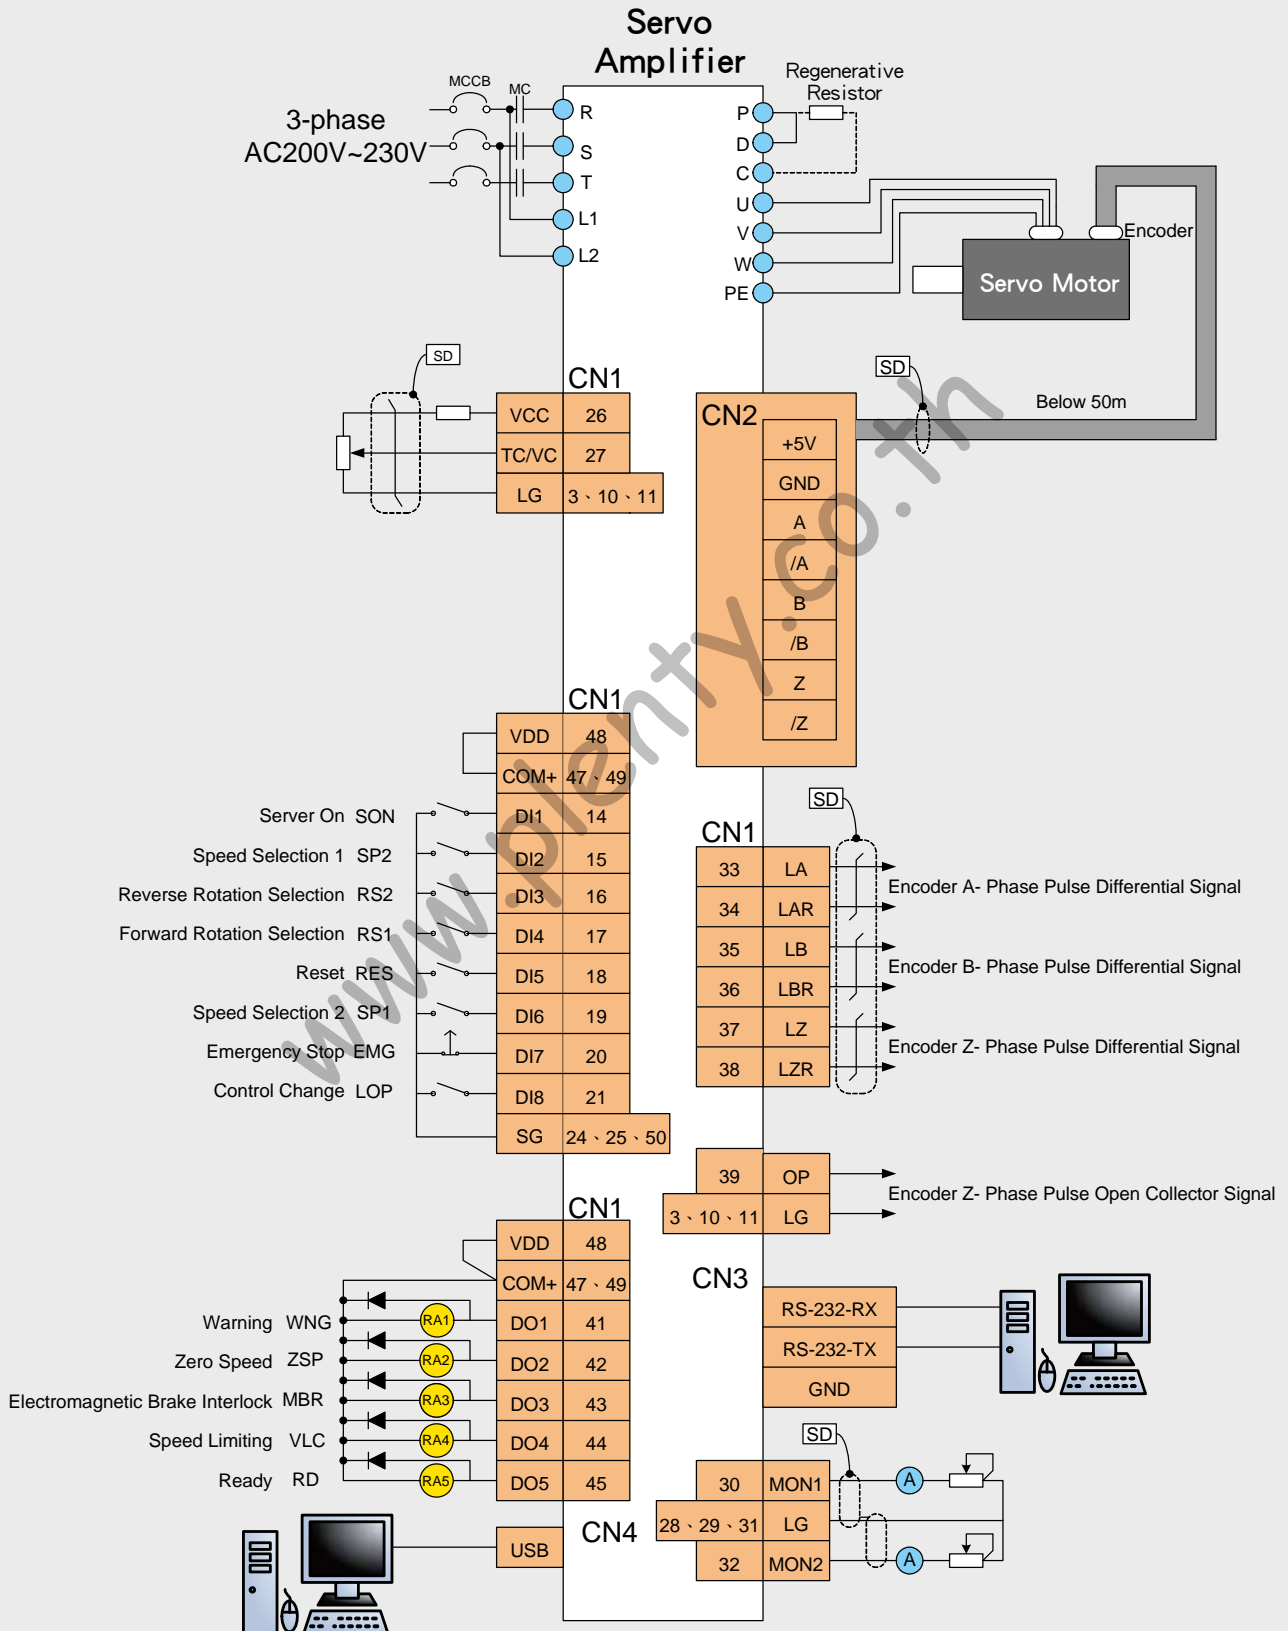 Servo
Amplifier
MCCB
MC
Regenerative
Resistor
3-phase
AC200V~230V
R
S
T
L1
L2
P
D
C
U
V
W
PE
Encoder
Servo Motor
SD
SD
Below 50m
CN1
VCC 26
TC/VC 27
LG 3、10、11
CN2
+5V
GND
A
/A
B
/B
Z
/Z
CN1
VDD 48
COM+ 47、49
Server On SON DI1 14
Speed Selection 1 SP2 DI2 15
Reverse Rotation Selection RS2 DI3 16
Forward Rotation Selection RS1 DI4 17
Reset RES DI5 18
Speed Selection 2 SP1 DI6 19
Emergency Stop EMG DI7 20
Control Change LOP DI8 21
SG 24、25、50
SD
CN1
33 LA
34 LAR
Encoder A- Phase Pulse Differential Signal
35 LB
36 LBR
Encoder B- Phase Pulse Differential Signal
37 LZ
38 LZR
Encoder Z- Phase Pulse Differential Signal
39 OP
3、10、11 LG
Encoder Z- Phase Pulse Open Collector Signal
CN1
VDD 48
COM+ 47、49
Warning WNG RA1 DO1 41
Zero Speed ZSP RA2 DO2 42
Electromagnetic Brake Interlock MBR RA3 DO3 43
Speed Limiting VLC RA4 DO4 44
Ready RD RA5 DO5 45
CN3
RS-232-RX
RS-232-TX
GND
SD
30 MON1 A
28、29、31 LG
32 MON2 A
USB CN4
www.plenty.co.th